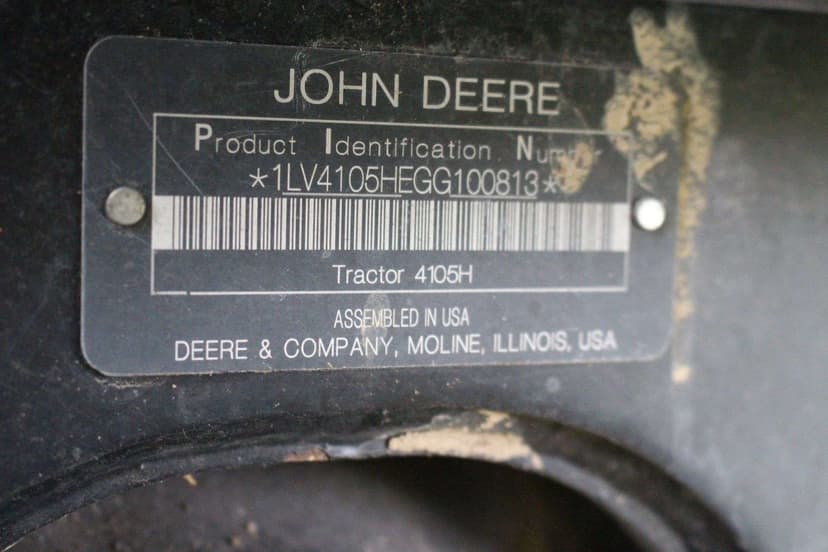 JOHN DEERE
Product Identification Number
*1LV4105HEGG100813*
Tractor 4105H
ASSEMBLED IN USA
DEERE & COMPANY, MOLINE, ILLINOIS, USA